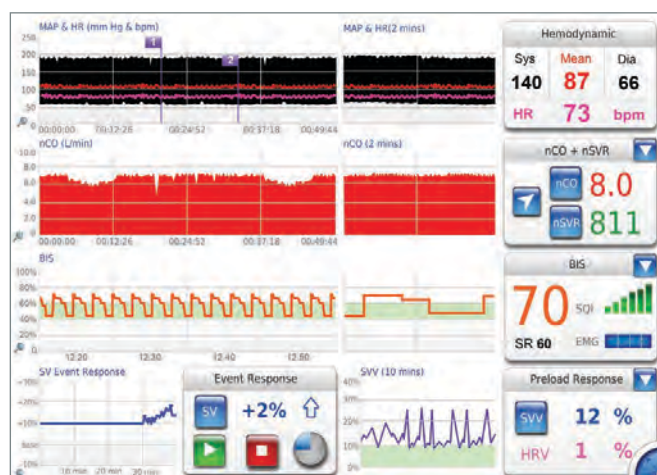 MAP & HR (mm Hg & bpm)
MAP & HR(2 mins)
250
200
150
100
50
0
1
2
00:00:00 00:12:26 00:24:52 00:37:18 00:49:44
Hemodynamic
Sys Mean Dia
140 87 66
HR 73 bpm
nCO (L/min)
nCO (2 mins)
10.0
8.0
6.0
4.0
2.0
0.0
00:00:00 00:12:26 00:24:52 00:37:18 00:49:44
nCO + nSVR
nCO 8.0
nSVR 811
BIS
100%
80%
60%
40%
20%
0%
12.20 12.30 12.40 12.50
BIS
70 SQI
SR 60 EMG
SV Event Response
+10%
-10%
10 min 20 min 30 min
Event Response
SV +2%
SVV (10 mins)
40%
30%
20%
10%
0%
Preload Response
SVV 12 %
HRV 1 %